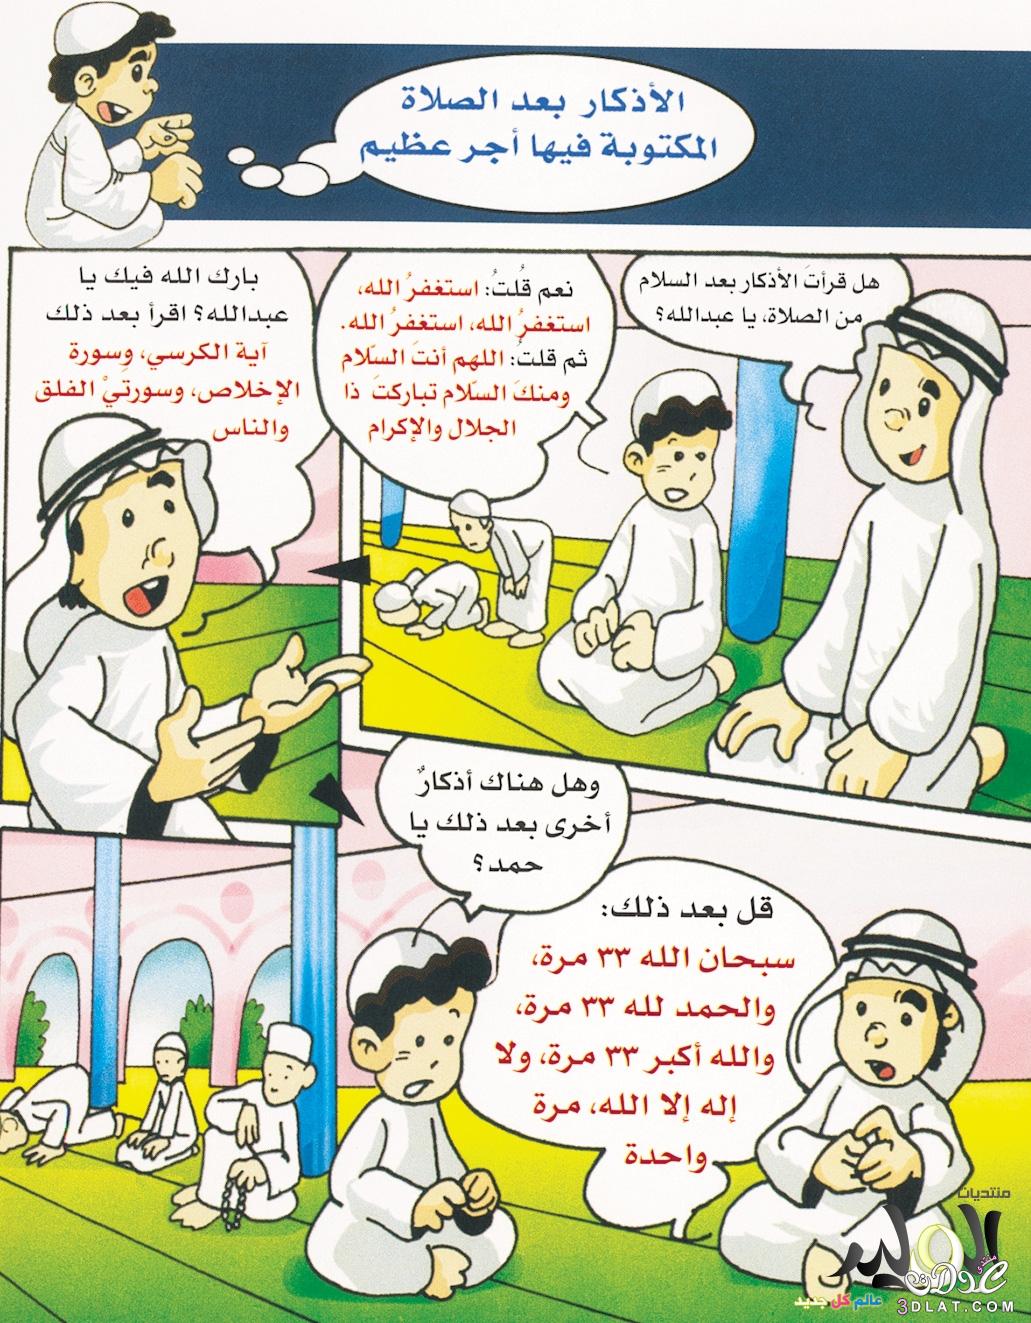 الأذكار بعد الصلاة
المكتوبة فيها أجر عظيم
هل قرأتَ الأذكار بعد السلام
من الصلاة، يا عبدالله؟
نعم قُلتُ: استغفرُ الله،
استغفرُ الله، استغفرُ الله.
ثم قلتُ: اللهم أنتَ السّلام
ومنكَ السّلام تباركتَ ذا
الجلال والإكرام
بارك الله فيك يا
عبدالله؟ اقرأ بعد ذلك
آية الكرسي، وسورة
الإخلاص، وسورتيْ الفلق
والناس
وهل هناك أذكارٌ
أخرى بعد ذلك يا
حمد؟
قل بعد ذلك:
سبحان الله ٣٣ مرة،
والحمد لله ٣٣ مرة،
والله أكبر ٣٣ مرة، ولا
إله إلا الله، مرة
واحدة
منتديات
منتدى
عدلات
عالم كل جديد
3DLAT.COM